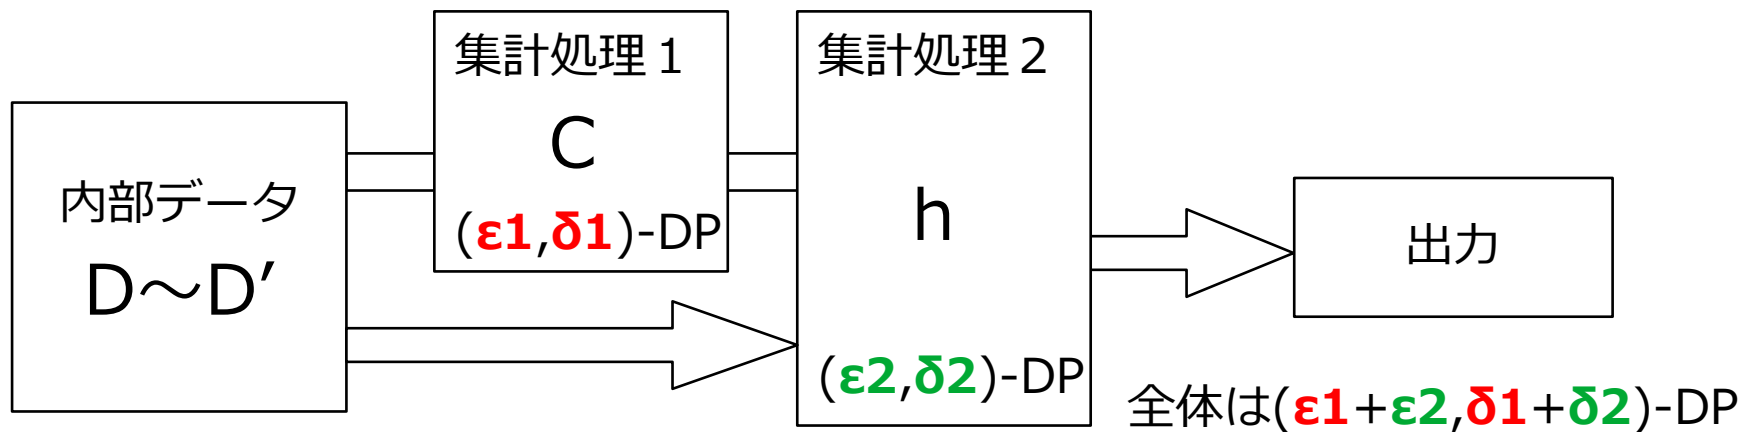 内部データ
D～D′
集計処理１
C
(ε1,δ1)-DP
集計処理２
h
(ε2,δ2)-DP
出力
全体は(ε1+ε2,δ1+δ2)-DP